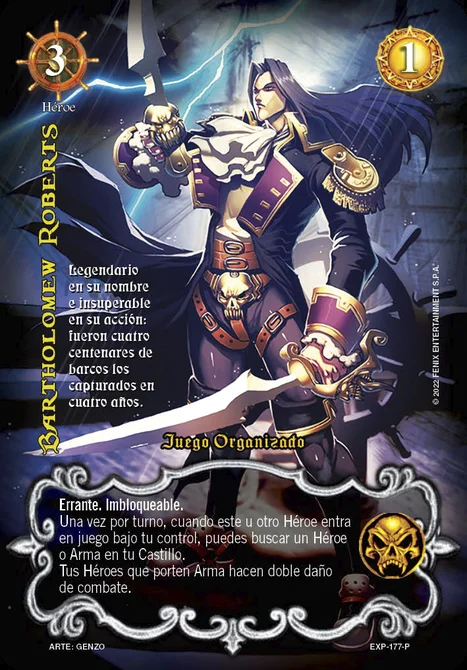 3
1
Héroe
Bartholomew Roberts
Legendario
en su nombre
e insuperable
en su acción:
fueron cuatro
centenares de
barcos los
capturados en
cuatro años.
© 2022 FENIX ENTERTAINMENT S.P.A.
Juego Organizado
Errante. Imbloqueable.
Una vez por turno, cuando este u otro Héroe entra
en juego bajo tu control, puedes buscar un Héroe
o Arma en tu Castillo.
Tus Héroes que porten Arma hacen doble daño
de combate.
ARTE: GENZO
EXP-177-P